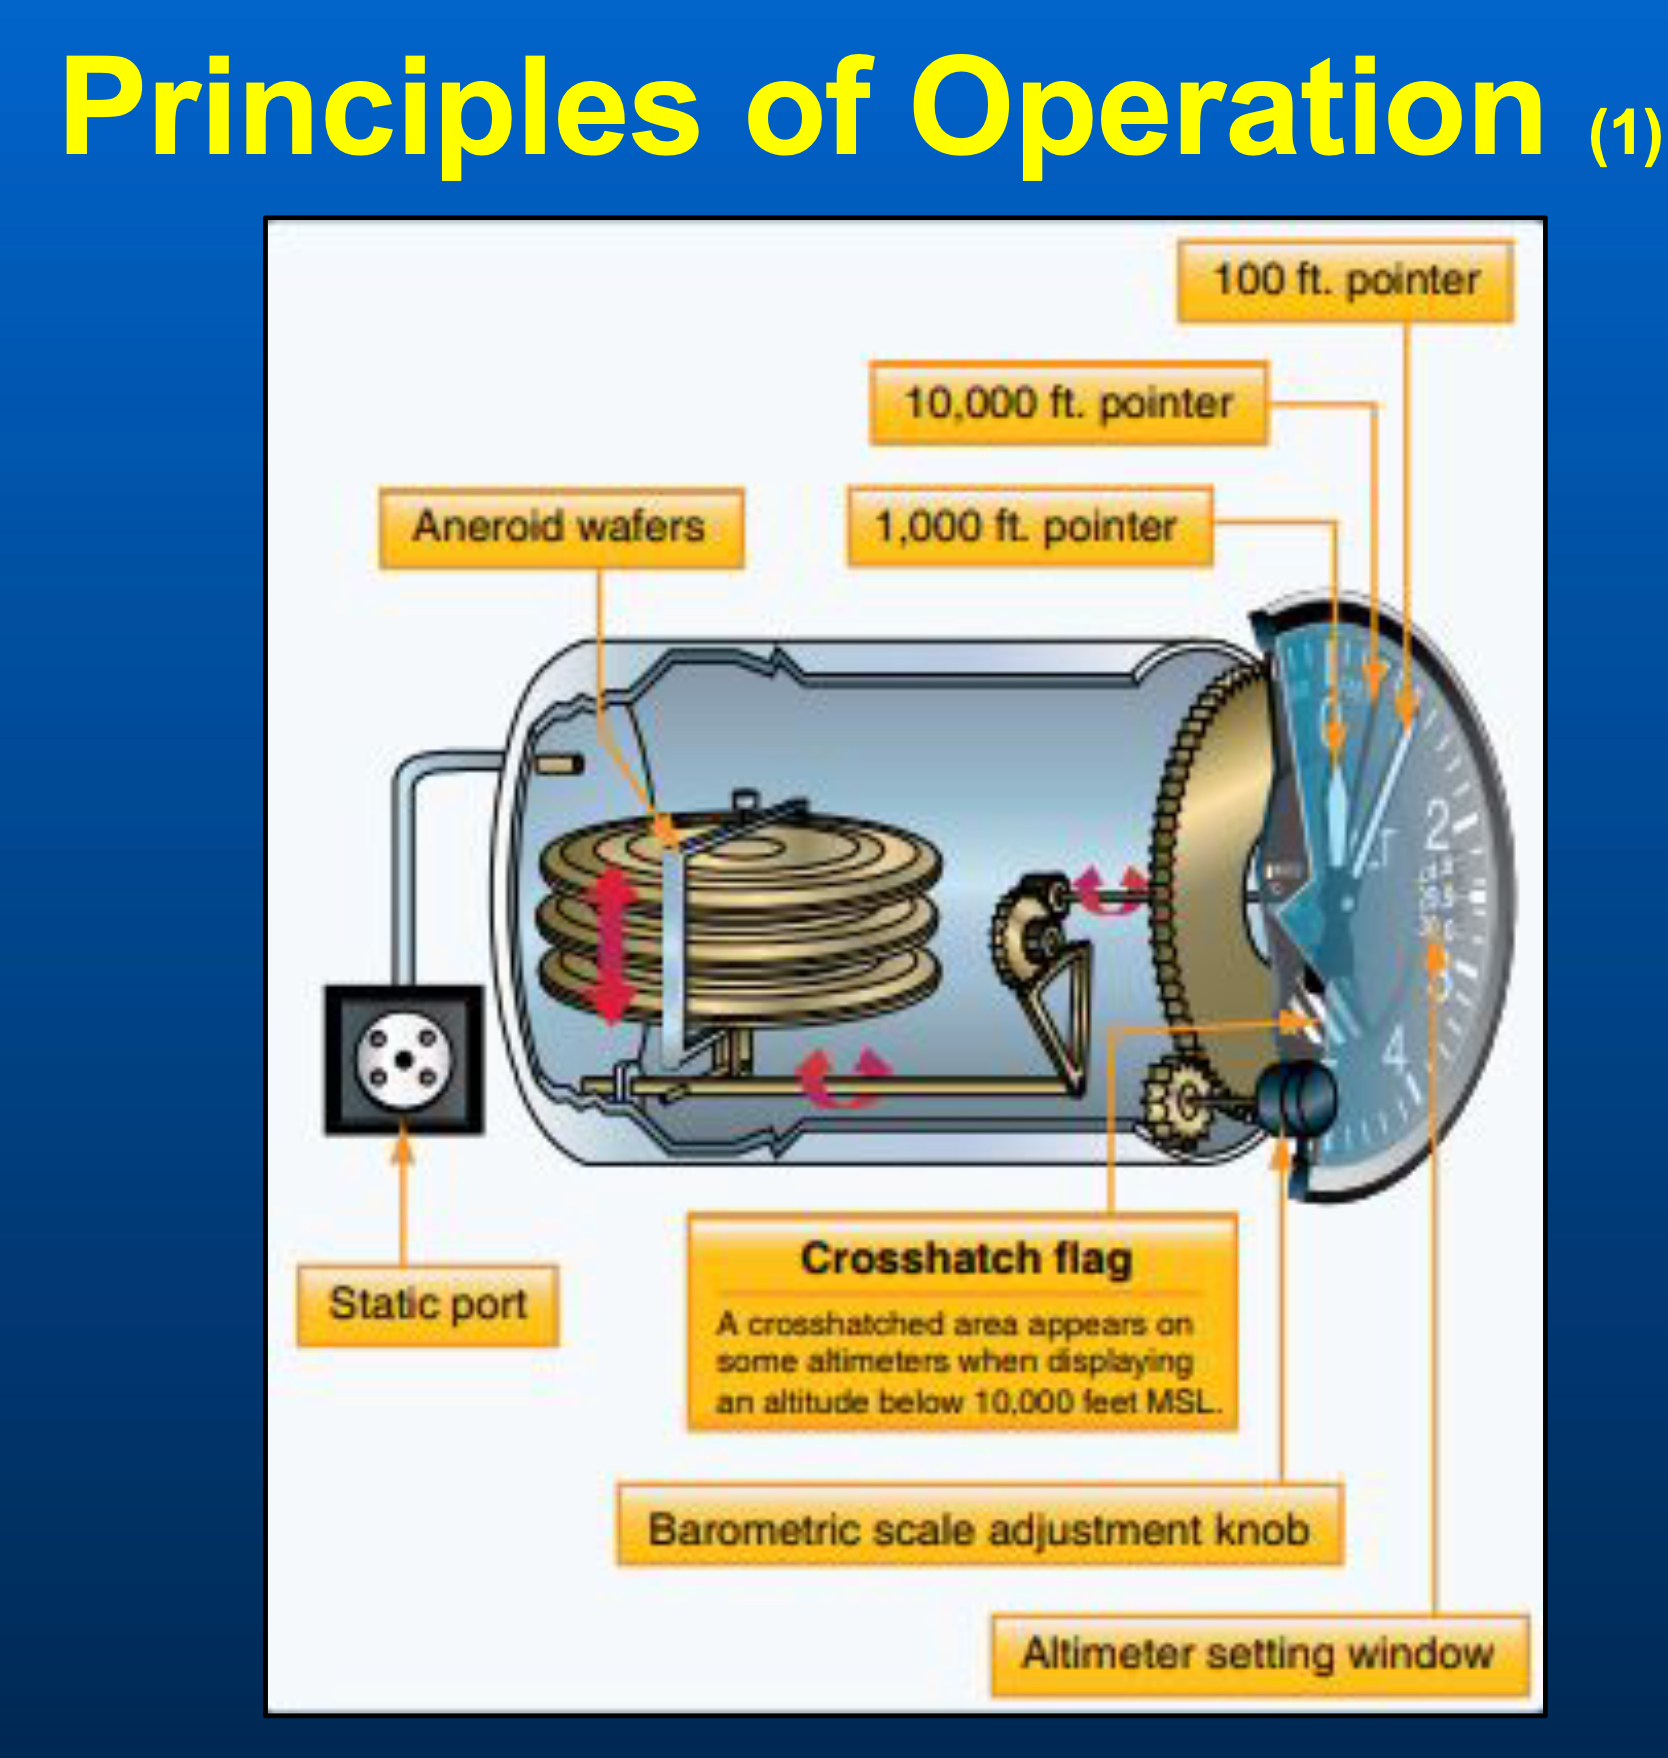 Principles of Operation (1)
100 ft. pointer
10,000 ft. pointer
Aneroid wafers
1,000 ft. pointer
2
4
Static port
Crosshatch flag
A crosshatched area appears on
some altimeters when displaying
an altitude below 10,000 feet MSL.
Barometric scale adjustment knob
Altimeter setting window